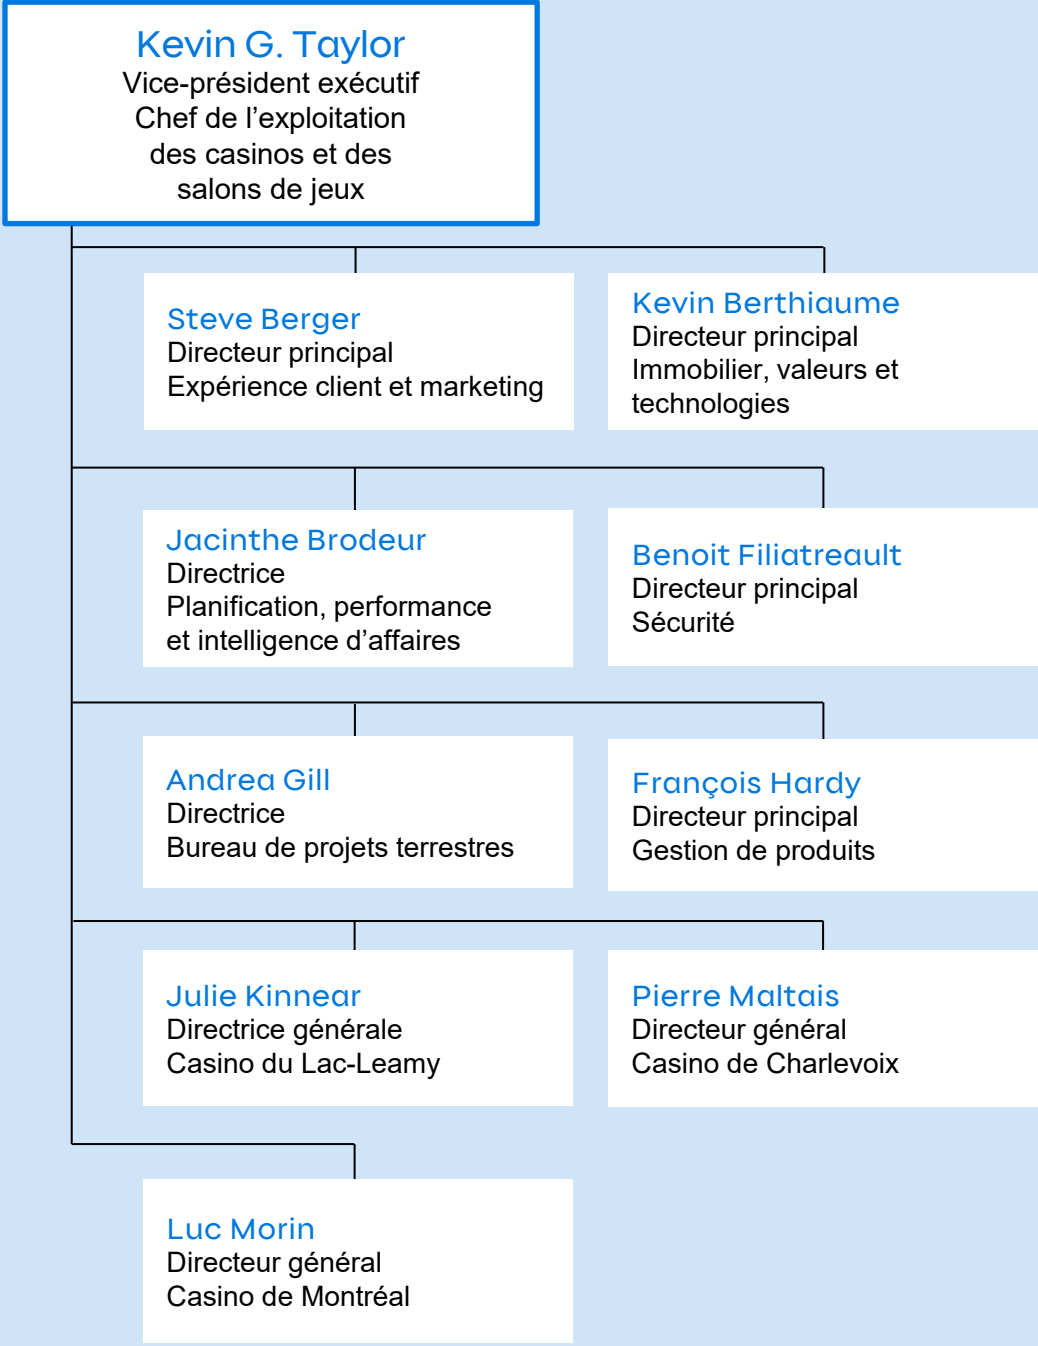 Kevin G. Taylor
Vice-président exécutif
Chef de l’exploitation
des casinos et des
salons de jeux
Steve Berger
Directeur principal
Expérience client et marketing
Kevin Berthiaume
Directeur principal
Immobilier, valeurs et
technologies
Jacinthe Brodeur
Directrice
Planification, performance
et intelligence d’affaires
Benoit Filiatreault
Directeur principal
Sécurité
Andrea Gill
Directrice
Bureau de projets terrestres
François Hardy
Directeur principal
Gestion de produits
Julie Kinnear
Directrice générale
Casino du Lac-Leamy
Pierre Maltais
Directeur général
Casino de Charlevoix
Luc Morin
Directeur général
Casino de Montréal